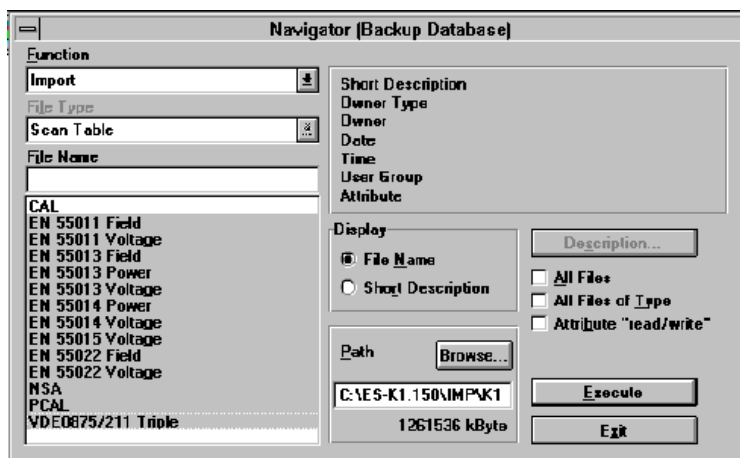 Navigator (Backup Database)
Function
Import
File Type
Scan Table
File Name
CAL
EN 55011 Field
EN 55011 Voltage
EN 55013 Field
EN 55013 Power
EN 55013 Voltage
EN 55014 Power
EN 55014 Voltage
EN 55015 Voltage
EN 55022 Field
EN 55022 Voltage
NSA
PCAL
VDE0875/211 Triple
Short Description
Owner Type
Owner
Date
Time
User Group
Attribute
Display
File Name
Short Description
Description...
All Files
All Files of Type
Attribute "read/write"
Path
Browse...
C:\ES-K1.150\IMP\K1
1261536 kByte
Execute
Exit